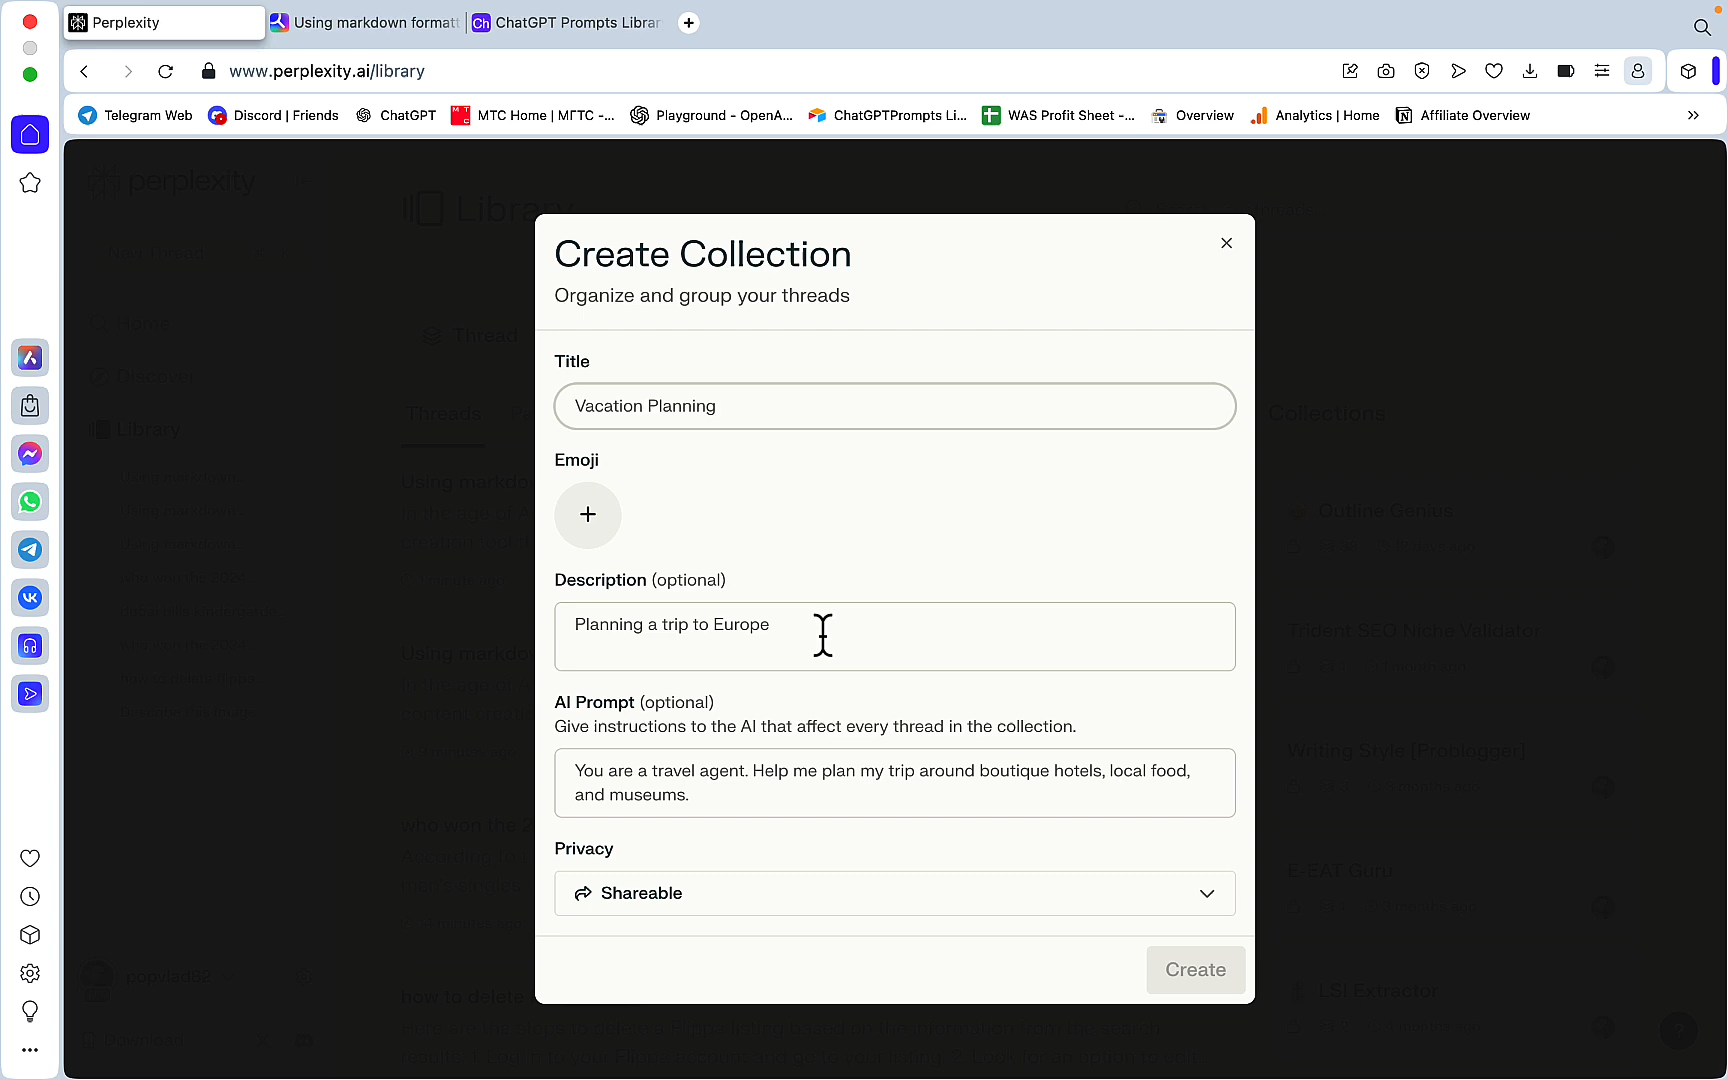 Perplexity
Using markdown formatt
Ch
ChatGPT Prompts Librar
www.perplexity.ai/library
Telegram Web
Discord | Friends
ChatGPT
МТС Home | МГТС -...
Playground - OpenA...
ChatGPTPrompts Li...
WAS Profit Sheet -...
Overview
Analytics | Home
Affiliate Overview
perplexity
Library
Home
Discover
Library
Thread
Threads
Collections
Using markdo
Using markdo
who won the 2
how to delete
Outline Genius
Trident SEO Niche Validator
Writing Style [Problogger]
E-EAT Guru
LSI Extractor
popvlad82
Download
Create Collection
Organize and group your threads
Title
Vacation Planning
Emoji
Description (optional)
Planning a trip to Europe
AI Prompt (optional)
Give instructions to the AI that affect every thread in the collection.
You are a travel agent. Help me plan my trip around boutique hotels, local food,
and museums.
Privacy
Shareable
Create